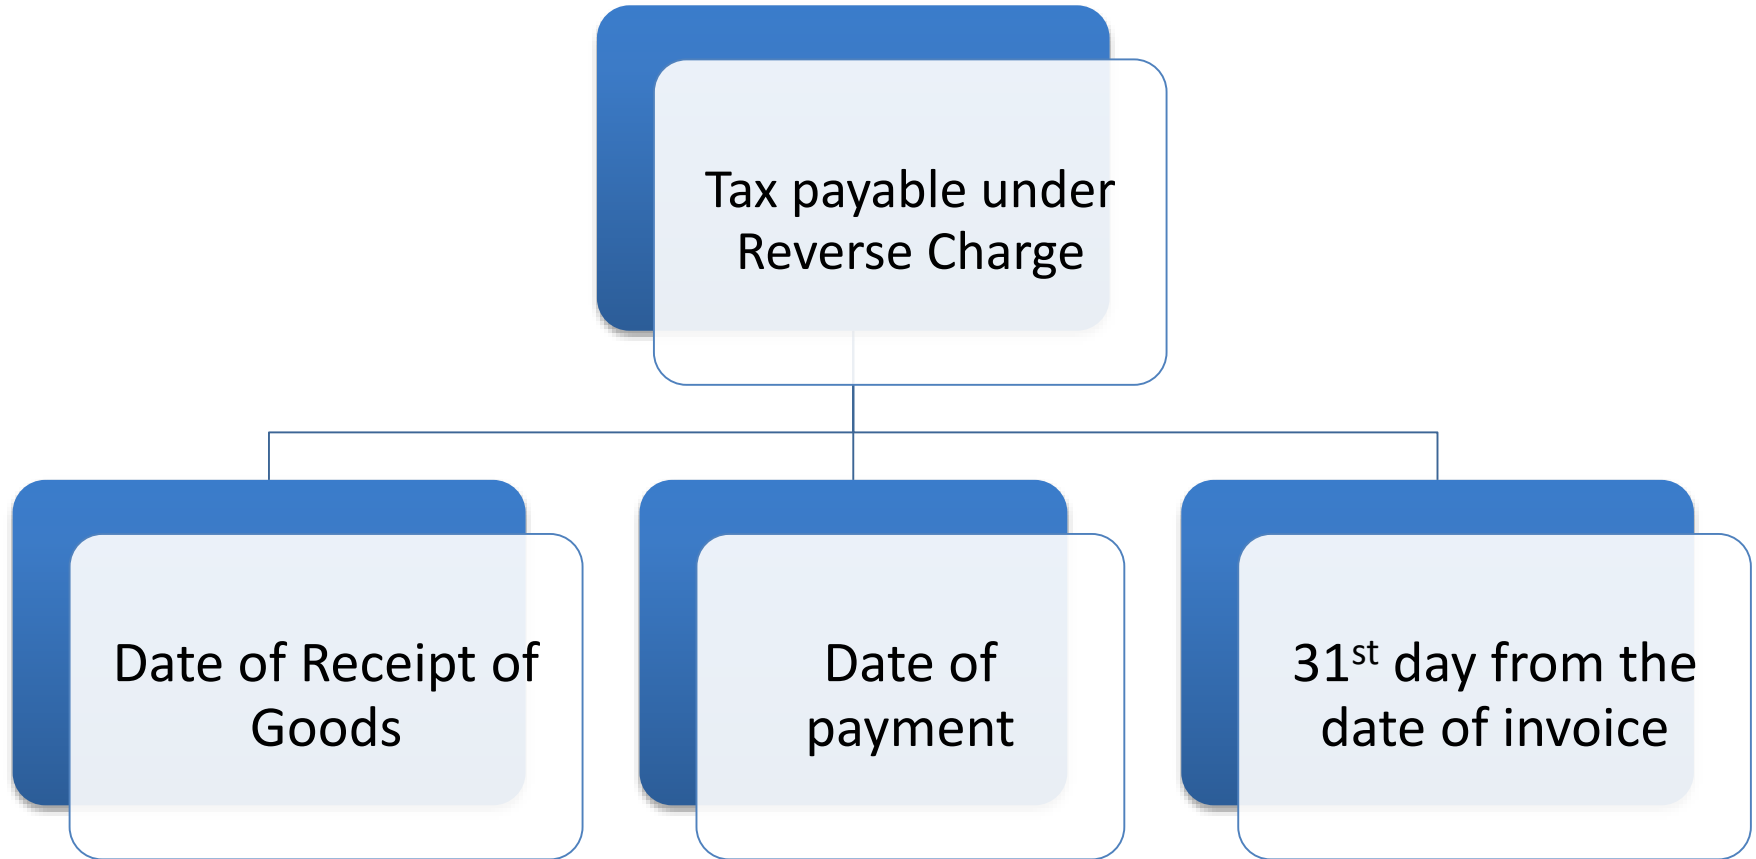 Tax payable under
Reverse Charge
Date of Receipt of
Goods
Date of
payment
31st day from the
date of invoice